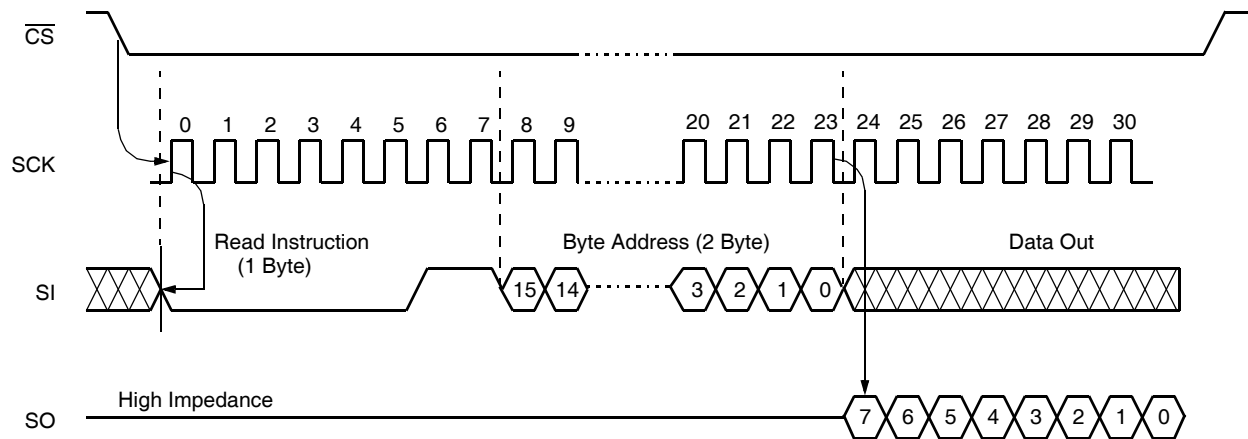 CS
0 1 2 3 4 5 6 7 8 9 20 21 22 23 24 25 26 27 28 29 30
SCK
Read Instruction
(1 Byte)
Byte Address (2 Byte)
Data Out
SI
15 14 3 2 1 0
High Impedance
SO
7 6 5 4 3 2 1 0